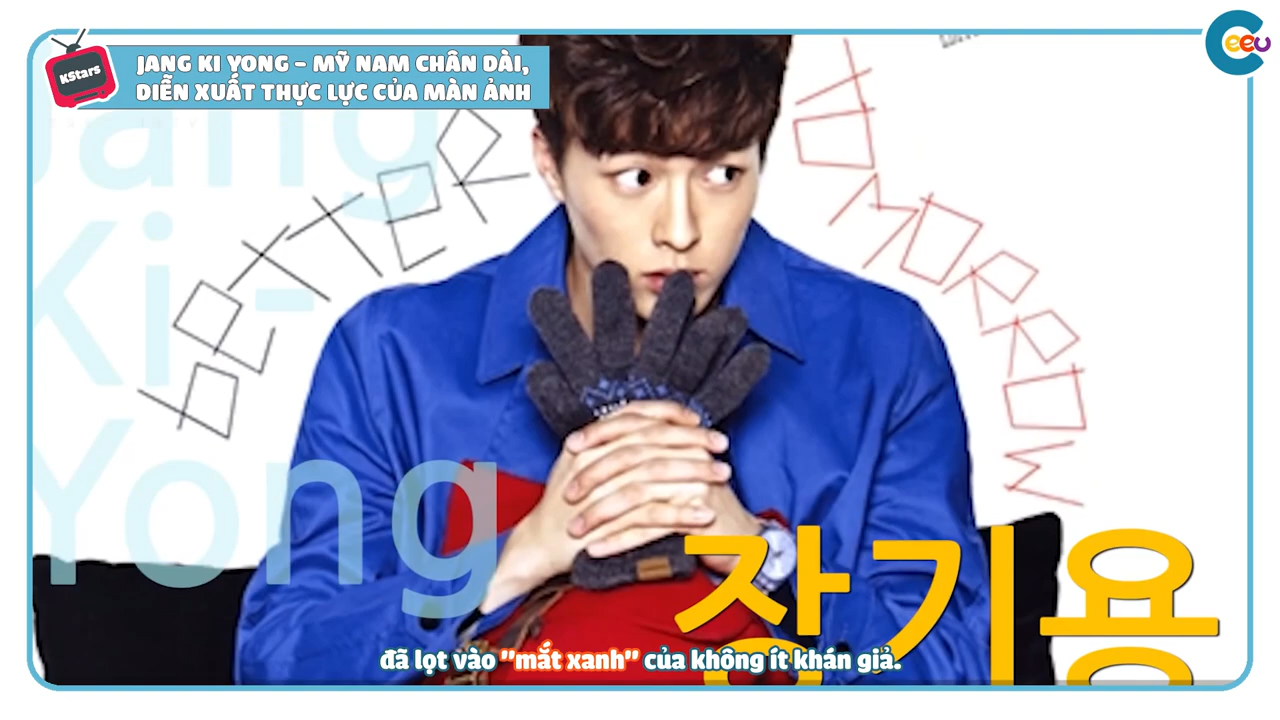 KStars
JANG KI YONG – MỸ NAM CHÂN DÀI,
DIỄN XUẤT THỰC LỰC CỦA MÀN ẢNH
Ceeu
Jang
Ki-
Yong
BETTER
TOMORROW
장기용
đã lọt vào "mắt xanh" của không ít khán giả.